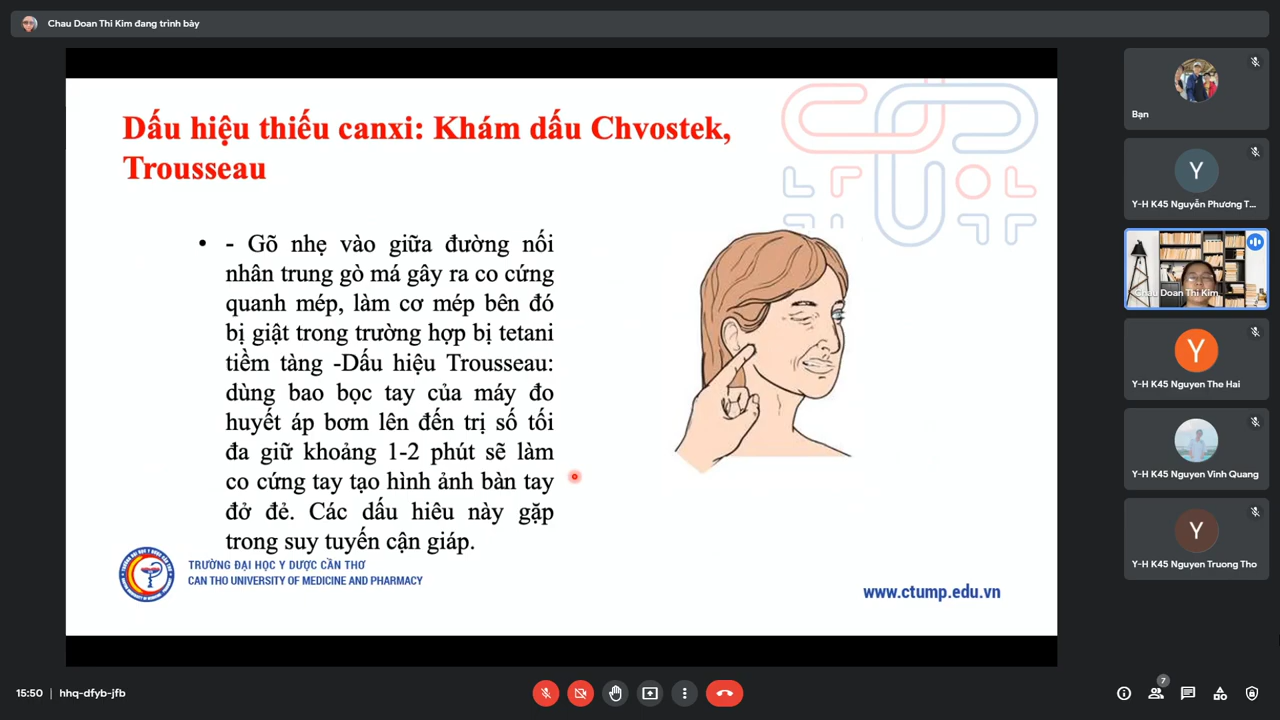 Chau Doan Thi Kim đang trình bày
Dấu hiệu thiếu canxi: Khám dấu Chvostek,
Trousseau
• - Gõ nhẹ vào giữa đường nối
nhân trung gò má gây ra co cứng
quanh mép, làm cơ mép bên đó
bị giật trong trường hợp bị tetani
tiềm tàng -Dấu hiệu Trousseau:
dùng bao bọc tay của máy đo
huyết áp bơm lên đến trị số tối
đa giữ khoảng 1-2 phút sẽ làm
co cứng tay tạo hình ảnh bàn tay
đở đẻ. Các dấu hiêu này gặp
trong suy tuyến cận giáp.
TRƯỜNG ĐẠI HỌC Y DƯỢC CẦN THƠ
CAN THO UNIVERSITY OF MEDICINE AND PHARMACY
www.ctump.edu.vn
Bạn
Y
Y-H K45 Nguyễn Phương T...
Chau Doan Thi Kim...
Y
Y-H K45 Nguyen The Hai
Y-H K45 Nguyen Vinh Quang
Y
Y-H K45 Nguyen Truong Tho
15:50 | hhq-dfyb-jfb
7